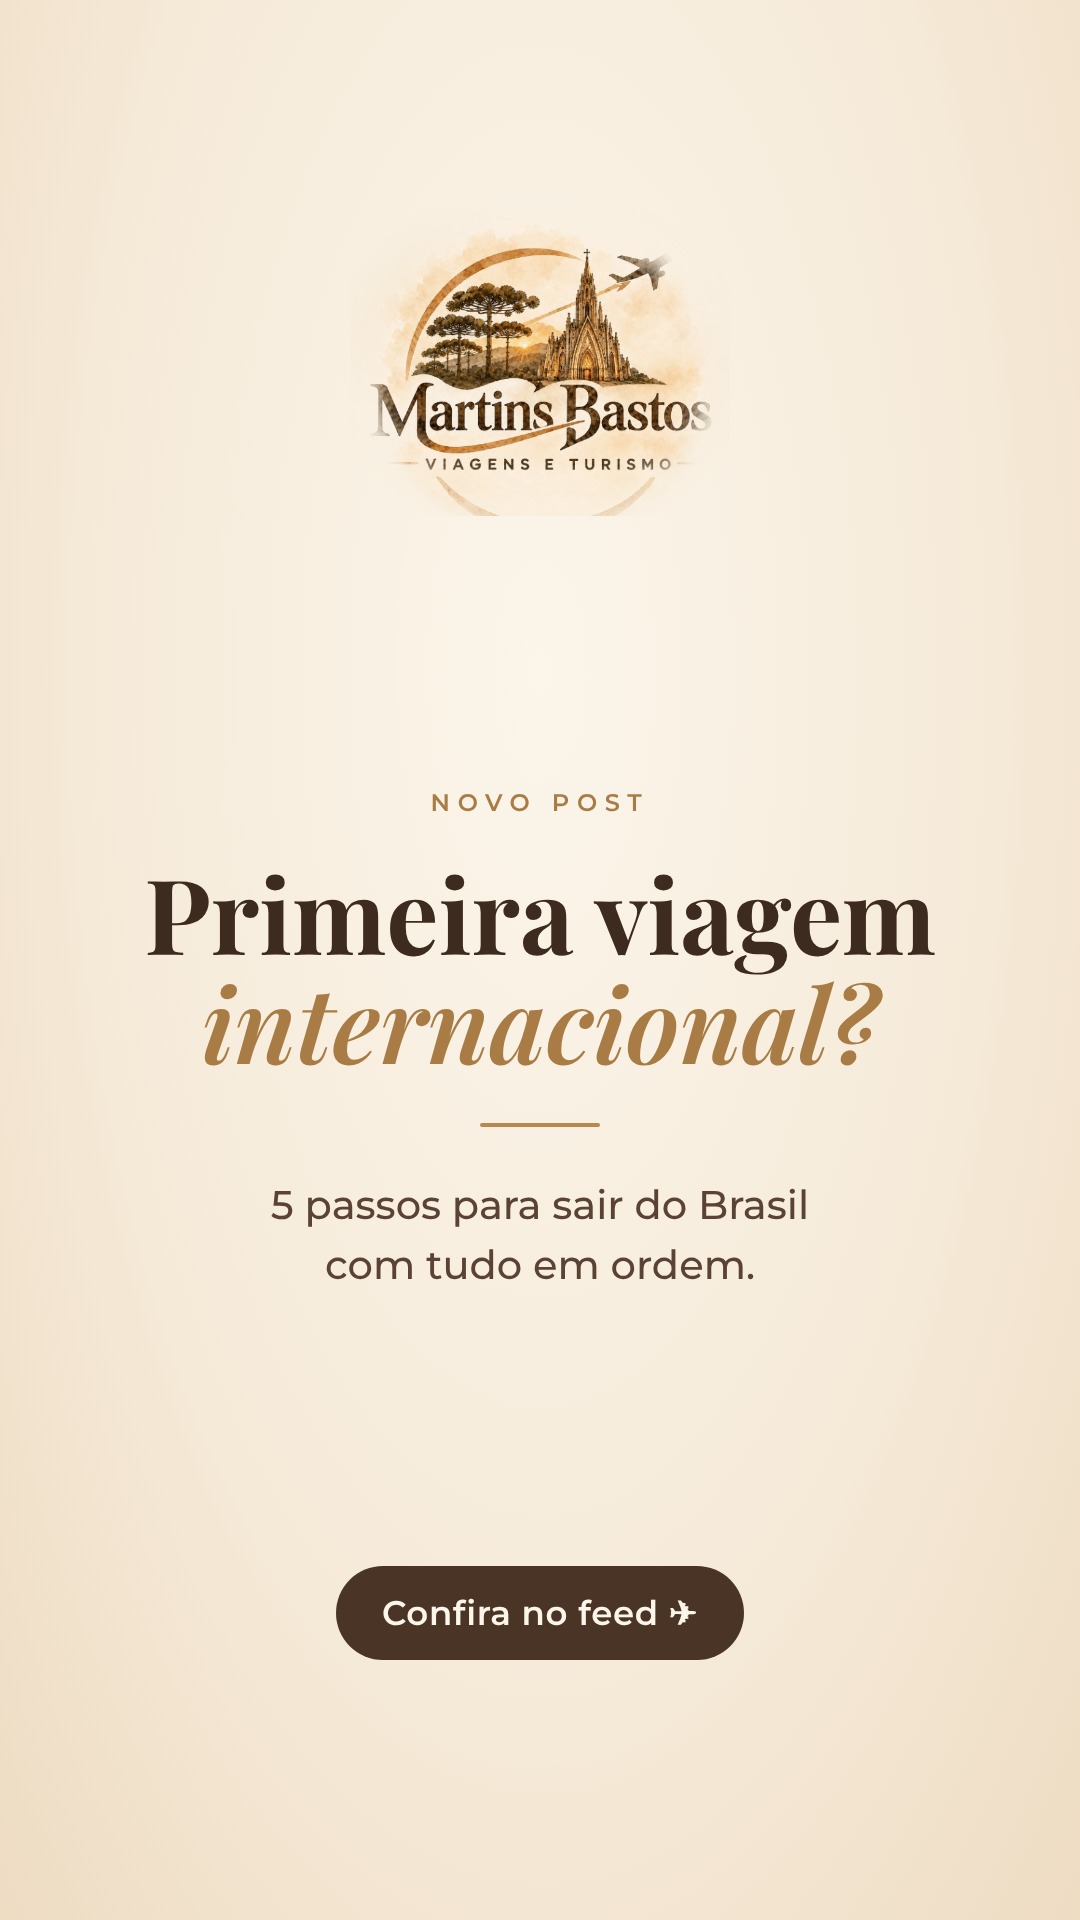 Martins Bastos
VIAGENS E TURISMO
NOVO POST
Primeira viagem
internacional?
5 passos para sair do Brasil
com tudo em ordem.
Confira no feed ✈